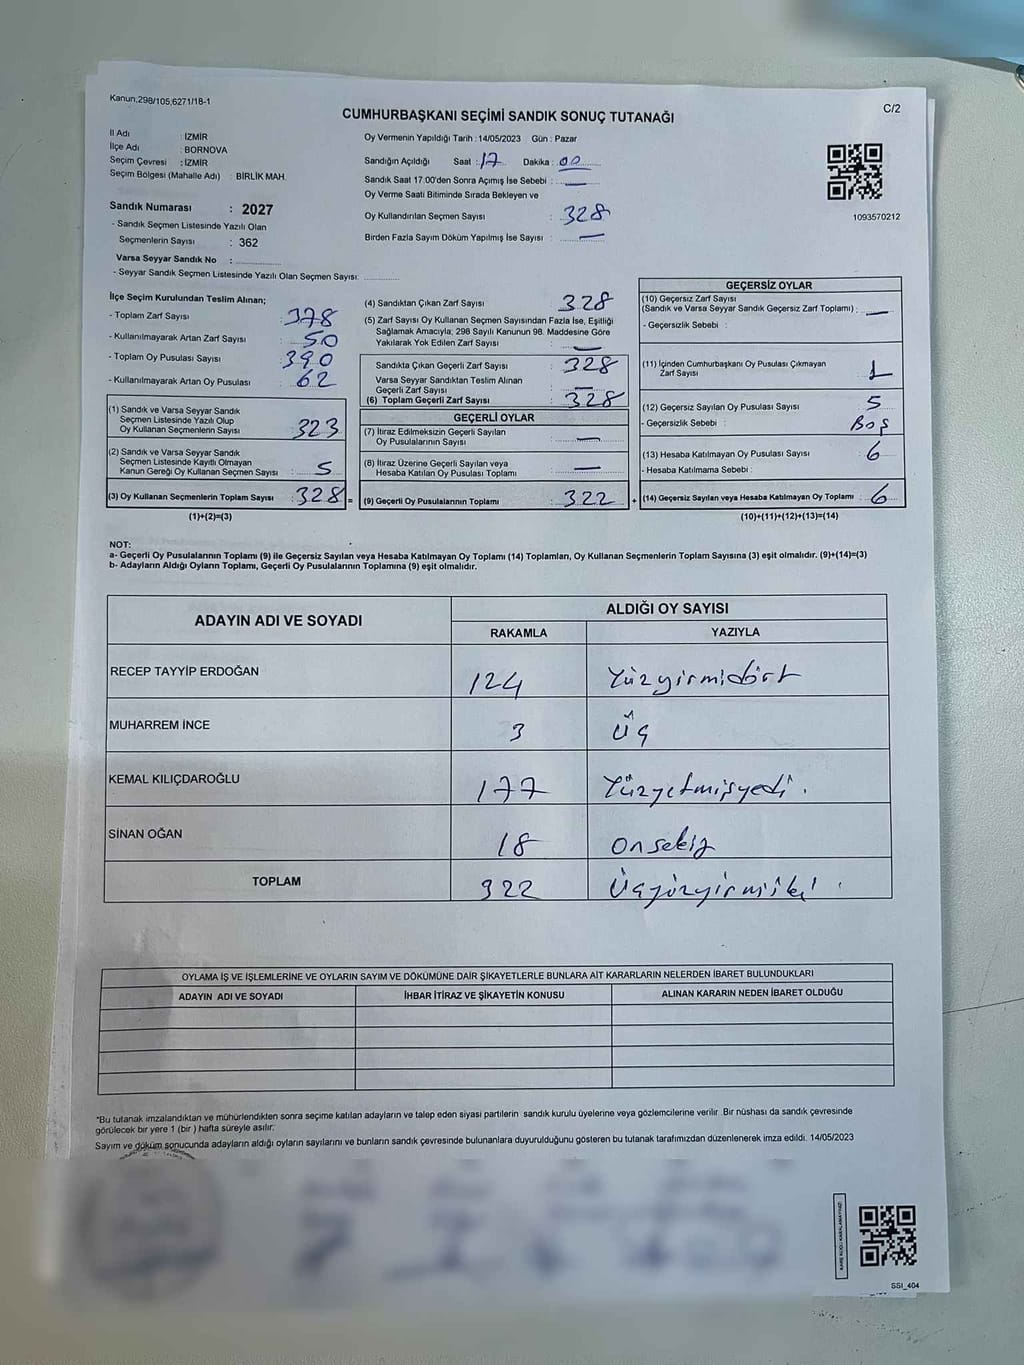 Kanun;298/105,6271/18-1
C/2
CUMHURBAŞKANI SEÇİMİ SANDIK SONUÇ TUTANAĞI
İl Adı : İZMİR
İlçe Adı : BORNOVA
Seçim Çevresi : İZMİR
Seçim Bölgesi (Mahalle Adı) : BİRLİK MAH.
Sandık Numarası : 2027
- Sandık Seçmen Listesinde Yazılı Olan
Seçmenlerin Sayısı : 362
Varsa Seyyar Sandık No :
- Seyyar Sandık Seçmen Listesinde Yazılı Olan Seçmen Sayısı:
Oy Vermenin Yapıldığı Tarih : 14/05/2023 Gün : Pazar
Sandığın Açıldığı Saat : 17 Dakika : 00
Sandık Saat 17.00'den Sonra Açımış İse Sebebi : —
Oy Verme Saati Bitiminde Sırada Bekleyen ve
Oy Kullandırılan Seçmen Sayısı : 328
Birden Fazla Sayım Döküm Yapılmış İse Sayısı : —
1093570212
İlçe Seçim Kurulundan Teslim Alınan;
- Toplam Zarf Sayısı : 378
- Kullanılmayarak Artan Zarf Sayısı : 50
- Toplam Oy Pusulası Sayısı : 390
- Kullanılmayarak Artan Oy Pusulası : 62
(1) Sandık ve Varsa Seyyar Sandık
Seçmen Listesinde Yazılı Olup
Oy Kullanan Seçmenlerin Sayısı : 323
(2) Sandık ve Varsa Seyyar Sandık
Seçmen Listesinde Kayıtlı Olmayan
Kanun Gereği Oy Kullanan Seçmen Sayısı : 5
(3) Oy Kullanan Seçmenlerin Toplam Sayısı : 328 =
(1)+(2)=(3)
(4) Sandıktan Çıkan Zarf Sayısı : 328
(5) Zarf Sayısı Oy Kullanan Seçmen Sayısından Fazla İse, Eşitliği
Sağlamak Amacıyla; 298 Sayılı Kanunun 98. Maddesine Göre
Yakılarak Yok Edilen Zarf Sayısı : —
Sandıkta Çıkan Geçerli Zarf Sayısı : 328
Varsa Seyyar Sandıktan Teslim Alınan
Geçerli Zarf Sayısı : —
(6) Toplam Geçerli Zarf Sayısı : 328
GEÇERLİ OYLAR
(7) İtiraz Edilmeksizin Geçerli Sayılan
Oy Pusulalarının Sayısı : —
(8) İtiraz Üzerine Geçerli Sayılan veya
Hesaba Katılan Oy Pusulası Toplamı : —
(9) Geçerli Oy Pusulalarının Toplamı : 322 +
GEÇERSİZ OYLAR
(10) Geçersiz Zarf Sayısı
(Sandık ve Varsa Seyyar Sandık Geçersiz Zarf Toplamı) : —
- Geçersizlik Sebebi :
(11) İçinden Cumhurbaşkanı Oy Pusulası Çıkmayan
Zarf Sayısı : 1
(12) Geçersiz Sayılan Oy Pusulası Sayısı : 5
- Geçersizlik Sebebi : Boş
(13) Hesaba Katılmayan Oy Pusulası Sayısı : 6
- Hesaba Katılmama Sebebi :
(14) Geçersiz Sayılan veya Hesaba Katılmayan Oy Toplamı : 6
(10)+(11)+(12)+(13)=(14)
NOT:
a- Geçerli Oy Pusulalarının Toplamı (9) ile Geçersiz Sayılan veya Hesaba Katılmayan Oy Toplamı (14) Toplamları, Oy Kullanan Seçmenlerin Toplam Sayısına (3) eşit olmalıdır. (9)+(14)=(3)
b- Adayların Aldığı Oyların Toplamı, Geçerli Oy Pusulalarının Toplamına (9) eşit olmalıdır.
ADAYIN ADI VE SOYADI
ALDIĞI OY SAYISI
RAKAMLA YAZIYLA
RECEP TAYYİP ERDOĞAN 124 Yüzyirmidört
MUHARREM İNCE 3 Üç
KEMAL KILIÇDAROĞLU 177 Yüzyetmişyedi.
SİNAN OĞAN 18 Onsekiz
TOPLAM 322 Üçyüzyirmiiki
OYLAMA İŞ VE İŞLEMLERİNE VE OYLARIN SAYIM VE DÖKÜMÜNE DAİR ŞİKAYETLERLE BUNLARA AİT KARARLARIN NELERDEN İBARET BULUNDUKLARI
ADAYIN ADI VE SOYADI İHBAR İTİRAZ VE ŞİKAYETİN KONUSU ALINAN KARARIN NEDEN İBARET OLDUĞU
*Bu tutanak imzalandıktan ve mühürlendikten sonra seçime katılan adayların ve talep eden siyasi partilerin sandık kurulu üyelerine veya gözlemcilerine verilir. Bir nüshası da sandık çevresinde
görülecek bir yere 1 (bir ) hafta süreyle asılır.
Sayım ve döküm sonucunda adayların aldığı oyların sayılarını ve bunların sandık çevresinde bulunanlara duyurulduğunu gösteren bu tutanak tarafımızdan düzenlenerek imza edildi. 14/05/2023
SSI_404